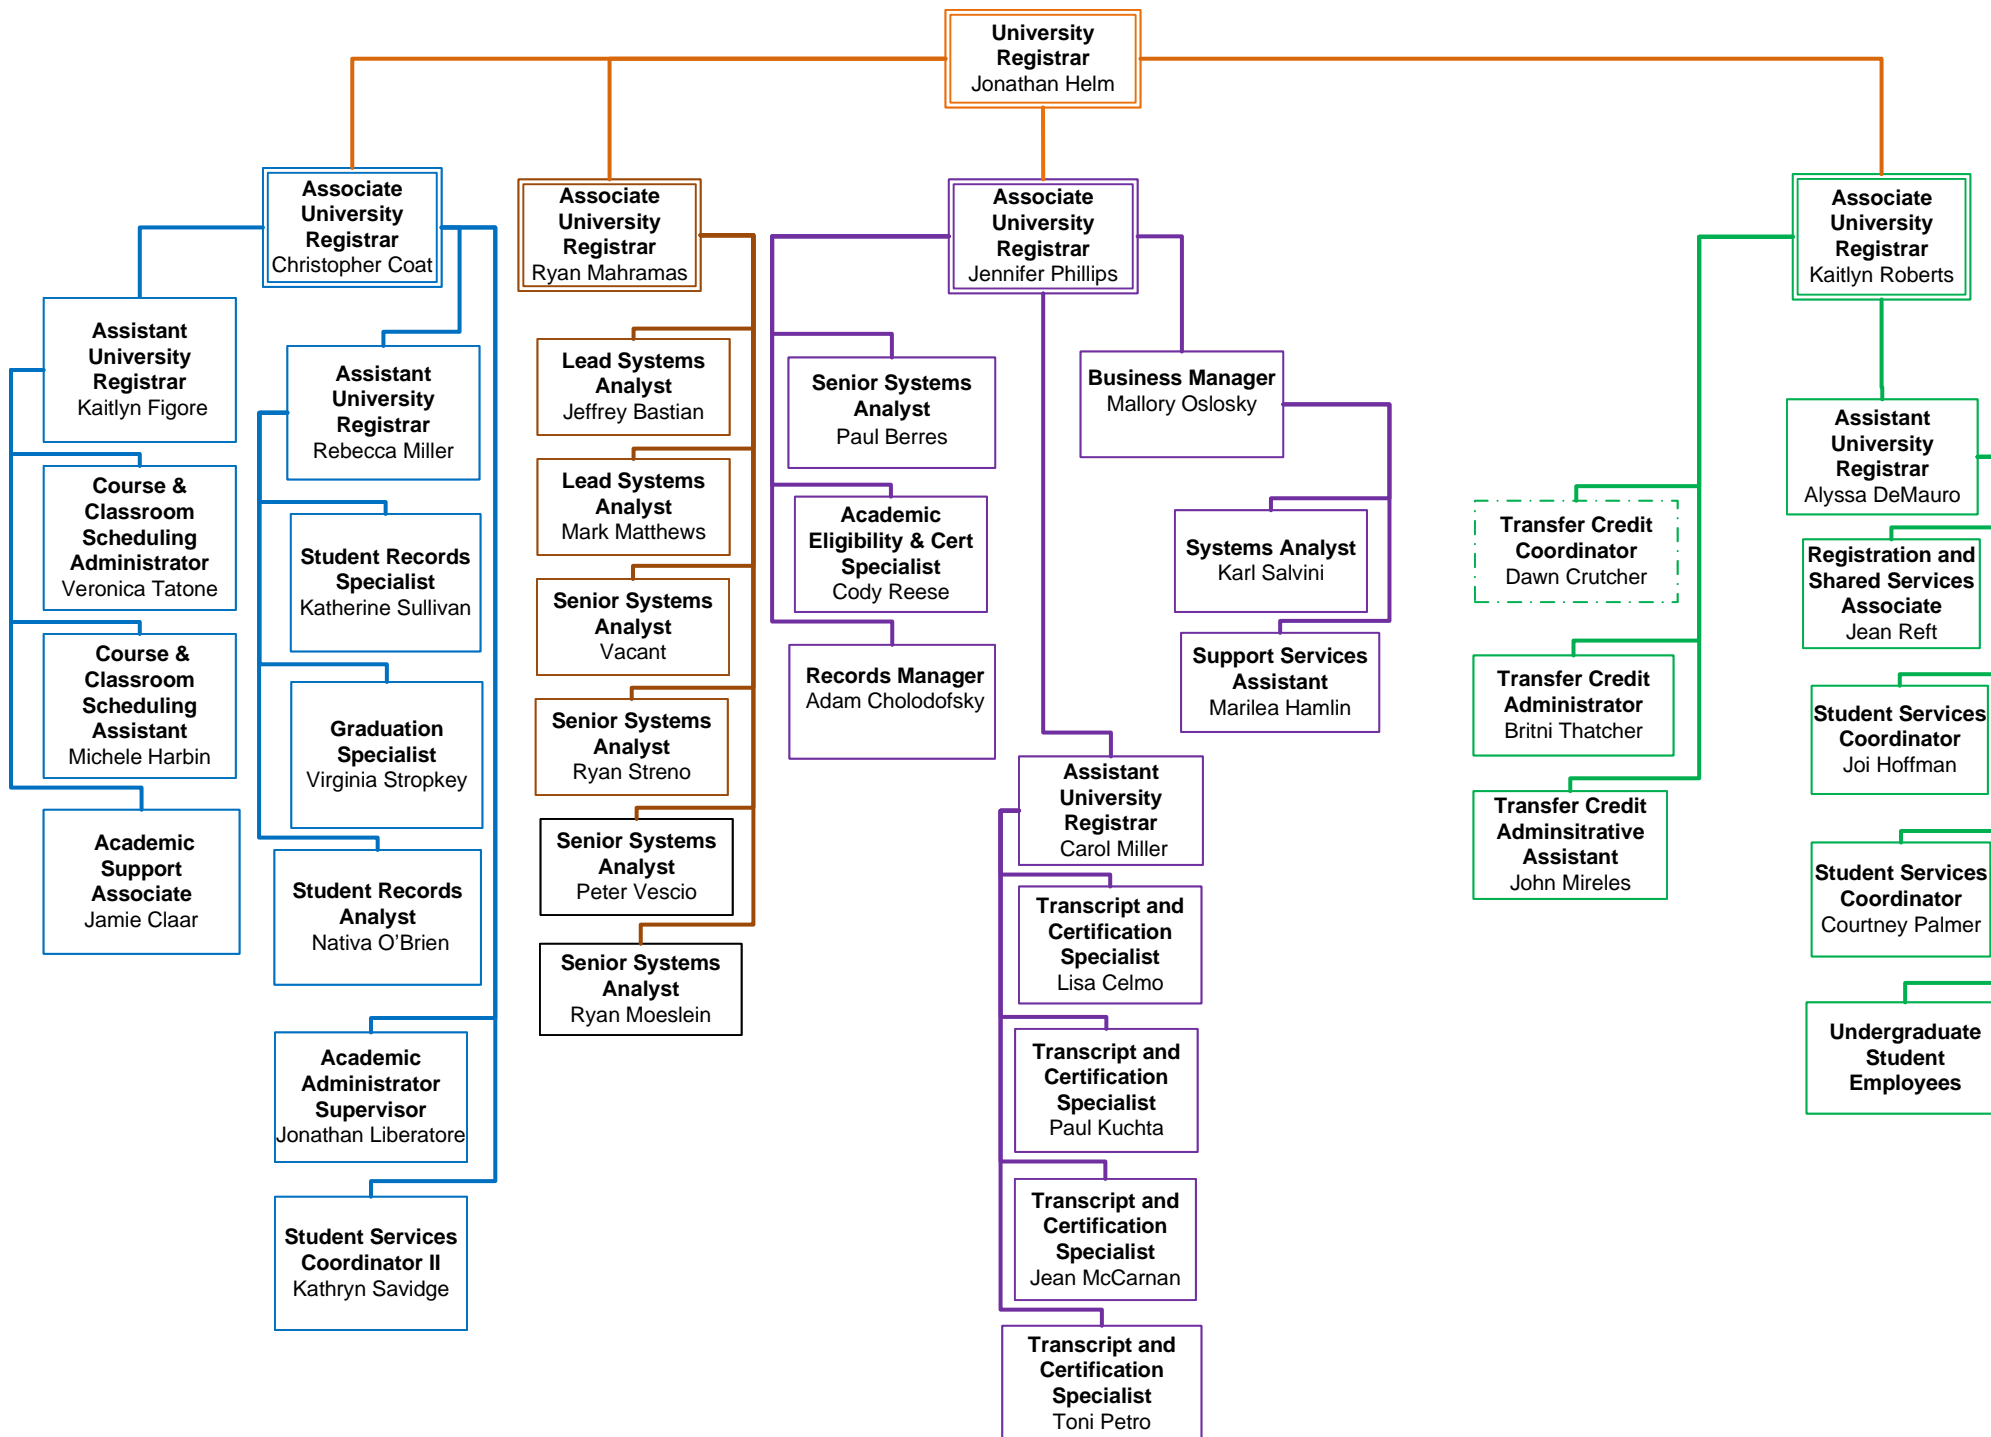 University
Registrar
Jonathan Helm
Associate
University
Registrar
Christopher Coat
Assistant
University
Registrar
Kaitlyn Figore
Course &
Classroom
Scheduling
Administrator
Veronica Tatone
Course &
Classroom
Scheduling
Assistant
Michele Harbin
Academic
Support
Associate
Jamie Claar
Assistant
University
Registrar
Rebecca Miller
Student Records
Specialist
Katherine Sullivan
Graduation
Specialist
Virginia Stropkey
Student Records
Analyst
Nativa O'Brien
Academic
Administrator
Supervisor
Jonathan Liberatore
Student Services
Coordinator II
Kathryn Savidge
Associate
University
Registrar
Ryan Mahramas
Lead Systems
Analyst
Jeffrey Bastian
Lead Systems
Analyst
Mark Matthews
Senior Systems
Analyst
Vacant
Senior Systems
Analyst
Ryan Streno
Senior Systems
Analyst
Peter Vescio
Senior Systems
Analyst
Ryan Moeslein
Associate
University
Registrar
Jennifer Phillips
Senior Systems
Analyst
Paul Berres
Academic
Eligibility & Cert
Specialist
Cody Reese
Records Manager
Adam Cholodofsky
Business Manager
Mallory Oslosky
Systems Analyst
Karl Salvini
Support Services
Assistant
Marilea Hamlin
Assistant
University
Registrar
Carol Miller
Transcript and
Certification
Specialist
Lisa Celmo
Transcript and
Certification
Specialist
Paul Kuchta
Transcript and
Certification
Specialist
Jean McCarnan
Transcript and
Certification
Specialist
Toni Petro
Associate
University
Registrar
Kaitlyn Roberts
Transfer Credit
Coordinator
Dawn Crutcher
Transfer Credit
Administrator
Britni Thatcher
Transfer Credit
Adminsitrative
Assistant
John Mireles
Assistant
University
Registrar
Alyssa DeMauro
Registration and
Shared Services
Associate
Jean Reft
Student Services
Coordinator
Joi Hoffman
Student Services
Coordinator
Courtney Palmer
Undergraduate
Student
Employees